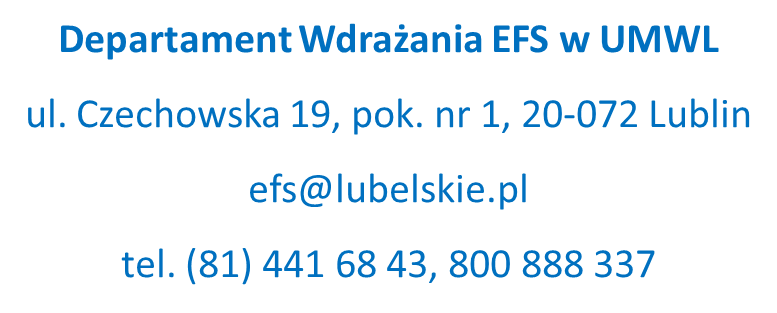 Departament Wdrażania EFS w UMWL
ul. Czechowska 19, pok. nr 1, 20-072 Lublin
efs@lubelskie.pl
tel. (81) 441 68 43, 800 888 337